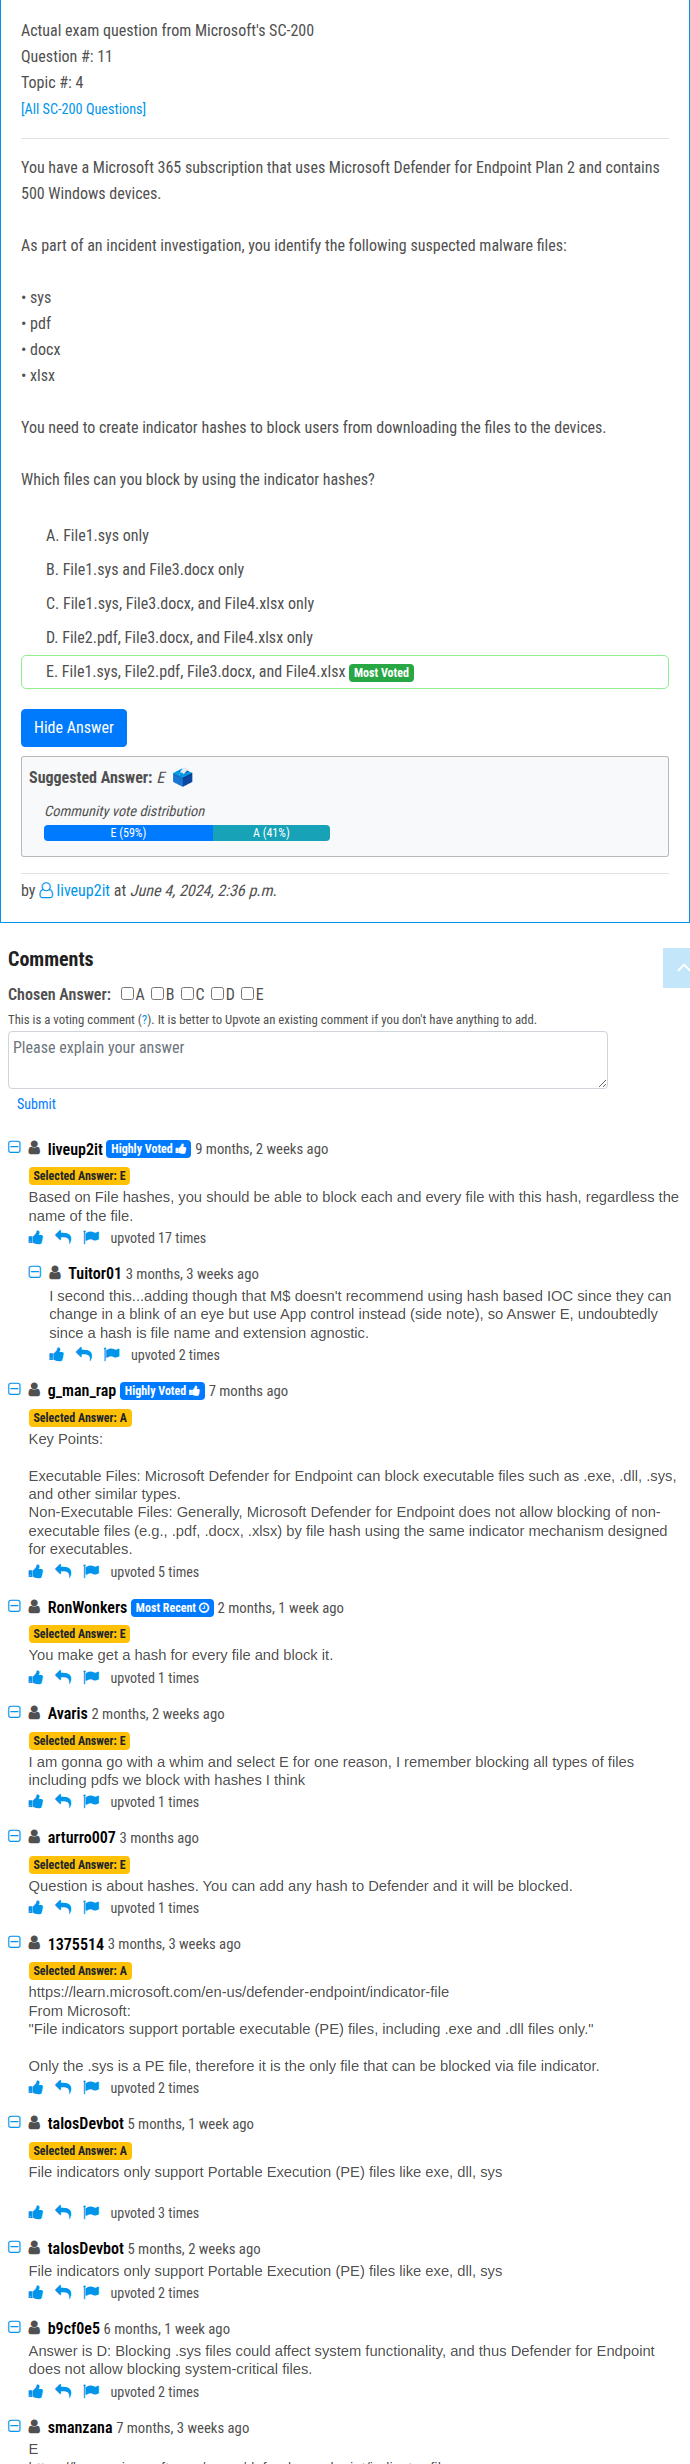 Actual exam question from Microsoft's SC-200
Question #: 11
Topic #: 4
[All SC-200 Questions]
You have a Microsoft 365 subscription that uses Microsoft Defender for Endpoint Plan 2 and contains
500 Windows devices.
As part of an incident investigation, you identify the following suspected malware files:
• sys
• pdf
• docx
• xlsx
You need to create indicator hashes to block users from downloading the files to the devices.
Which files can you block by using the indicator hashes?
A. File1.sys only
B. File1.sys and File3.docx only
C. File1.sys, File3.docx, and File4.xlsx only
D. File2.pdf, File3.docx, and File4.xlsx only
E. File1.sys, File2.pdf, File3.docx, and File4.xlsx Most Voted
Hide Answer
Suggested Answer: E
Community vote distribution
E (59%) A (41%)
by liveup2it at June 4, 2024, 2:36 p.m.
Comments
Chosen Answer: A B C D E
This is a voting comment (?). It is better to Upvote an existing comment if you don't have anything to add.
Please explain your answer
Submit
liveup2it Highly Voted 9 months, 2 weeks ago
Selected Answer: E
Based on File hashes, you should be able to block each and every file with this hash, regardless the
name of the file.
upvoted 17 times
Tuitor01 3 months, 3 weeks ago
I second this...adding though that M$ doesn't recommend using hash based IOC since they can
change in a blink of an eye but use App control instead (side note), so Answer E, undoubtedly
since a hash is file name and extension agnostic.
upvoted 2 times
g_man_rap Highly Voted 7 months ago
Selected Answer: A
Key Points:
Executable Files: Microsoft Defender for Endpoint can block executable files such as .exe, .dll, .sys,
and other similar types.
Non-Executable Files: Generally, Microsoft Defender for Endpoint does not allow blocking of non-
executable files (e.g., .pdf, .docx, .xlsx) by file hash using the same indicator mechanism designed
for executables.
upvoted 5 times
RonWonkers Most Recent 2 months, 1 week ago
Selected Answer: E
You make get a hash for every file and block it.
upvoted 1 times
Avaris 2 months, 2 weeks ago
Selected Answer: E
I am gonna go with a whim and select E for one reason, I remember blocking all types of files
including pdfs we block with hashes I think
upvoted 1 times
arturro007 3 months ago
Selected Answer: E
Question is about hashes. You can add any hash to Defender and it will be blocked.
upvoted 1 times
1375514 3 months, 3 weeks ago
Selected Answer: A
https://learn.microsoft.com/en-us/defender-endpoint/indicator-file
From Microsoft:
"File indicators support portable executable (PE) files, including .exe and .dll files only."
Only the .sys is a PE file, therefore it is the only file that can be blocked via file indicator.
upvoted 2 times
talosDevbot 5 months, 1 week ago
Selected Answer: A
File indicators only support Portable Execution (PE) files like exe, dll, sys
upvoted 3 times
talosDevbot 5 months, 2 weeks ago
File indicators only support Portable Execution (PE) files like exe, dll, sys
upvoted 2 times
b9cf0e5 6 months, 1 week ago
Answer is D: Blocking .sys files could affect system functionality, and thus Defender for Endpoint
does not allow blocking system-critical files.
upvoted 2 times
smanzana 7 months, 3 weeks ago
E